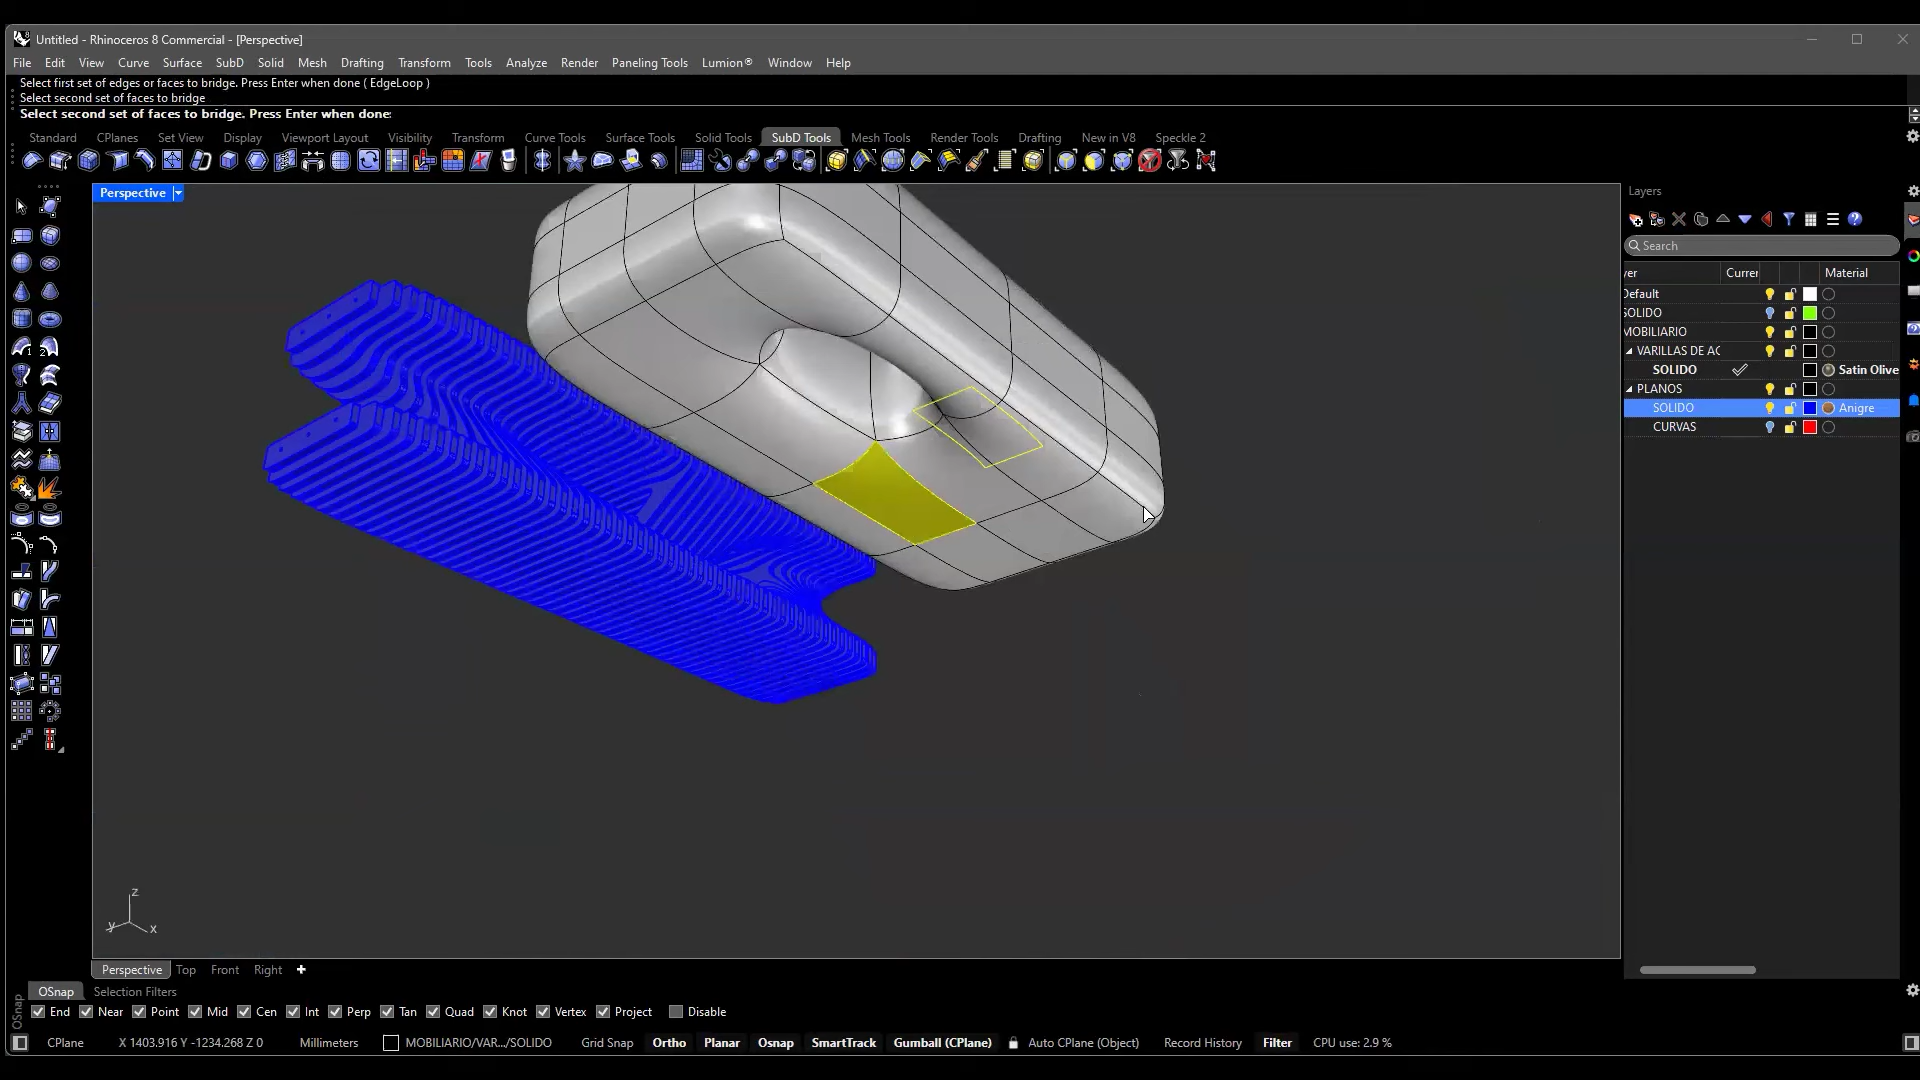 Untitled - Rhinoceros 8 Commercial - [Perspective]
File Edit View Curve Surface SubD Solid Mesh Drafting Transform Tools Analyze Render Paneling Tools Lumion® Window Help
Select first set of edges or faces to bridge. Press Enter when done ( EdgeLoop )
Select second set of faces to bridge
Select second set of faces to bridge. Press Enter when done:
Standard CPlanes Set View Display Viewport Layout Visibility Transform Curve Tools Surface Tools Solid Tools SubD Tools Mesh Tools Render Tools Drafting New in V8 Speckle 2
Perspective
Layers
Search
yer Currer Material
Default
SOLIDO
MOBILIARIO
VARILLAS DE AC
SOLIDO Satin Olive
PLANOS
SOLIDO Anigre
CURVAS
z
y x
Perspective Top Front Right
OSnap Selection Filters
OSnap
End Near Point Mid Cen Int Perp Tan Quad Knot Vertex Project Disable
CPlane X 1403.916 Y -1234.268 Z 0 Millimeters MOBILIARIO/VAR.../SOLIDO Grid Snap Ortho Planar Osnap SmartTrack Gumball (CPlane) Auto CPlane (Object) Record History Filter CPU use: 2.9 %